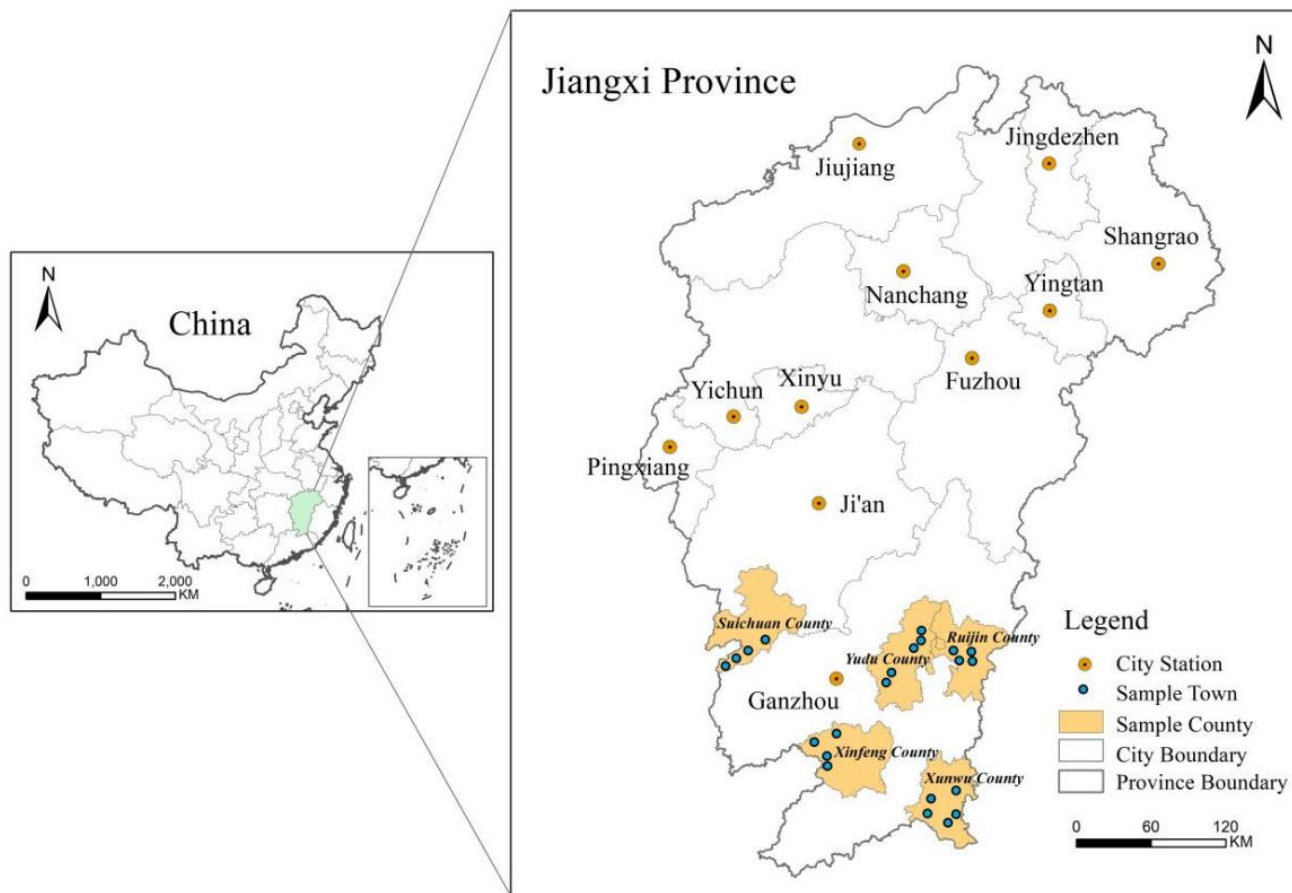 N
China
0 1,000 2,000
KM
Jiangxi Province
N
Jiujiang
Jingdezhen
Shangrao
Nanchang
Yingtan
Fuzhou
Yichun
Xinyu
Pingxiang
Ji'an
Suichuan County
Yudu County
Ruijin County
Ganzhou
Xinfeng County
Xunwu County
Legend
City Station
Sample Town
Sample County
City Boundary
Province Boundary
0 60 120
KM